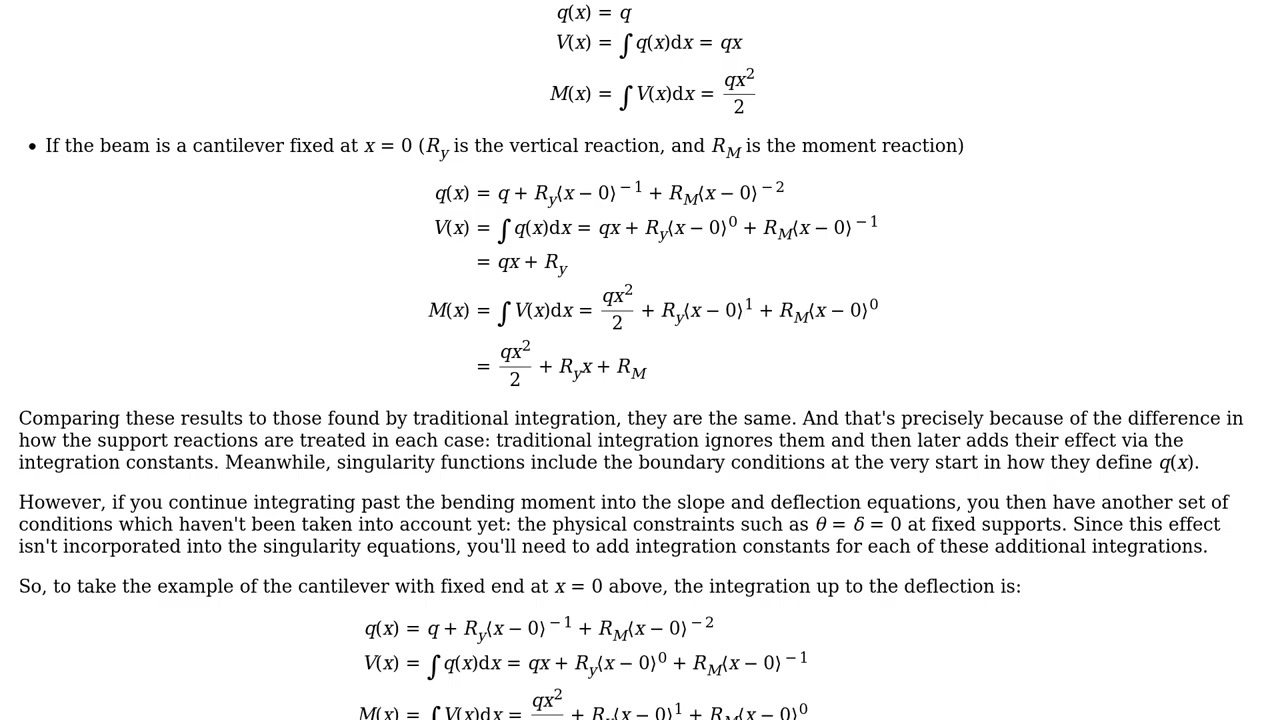 q(x) = q
V(x) = ∫ q(x)dx = qx
M(x) = ∫ V(x)dx = qx²/2
• If the beam is a cantilever fixed at x = 0 (R_y is the vertical reaction, and R_M is the moment reaction)
q(x) = q + R_y⟨x − 0⟩⁻¹ + R_M⟨x − 0⟩⁻²
V(x) = ∫ q(x)dx = qx + R_y⟨x − 0⟩⁰ + R_M⟨x − 0⟩⁻¹
= qx + R_y
M(x) = ∫ V(x)dx = qx²/2 + R_y⟨x − 0⟩¹ + R_M⟨x − 0⟩⁰
= qx²/2 + R_yx + R_M
Comparing these results to those found by traditional integration, they are the same. And that's precisely because of the difference in
how the support reactions are treated in each case: traditional integration ignores them and then later adds their effect via the
integration constants. Meanwhile, singularity functions include the boundary conditions at the very start in how they define q(x).
However, if you continue integrating past the bending moment into the slope and deflection equations, you then have another set of
conditions which haven't been taken into account yet: the physical constraints such as θ = δ = 0 at fixed supports. Since this effect
isn't incorporated into the singularity equations, you'll need to add integration constants for each of these additional integrations.
So, to take the example of the cantilever with fixed end at x = 0 above, the integration up to the deflection is:
q(x) = q + R_y⟨x − 0⟩⁻¹ + R_M⟨x − 0⟩⁻²
V(x) = ∫ q(x)dx = qx + R_y⟨x − 0⟩⁰ + R_M⟨x − 0⟩⁻¹
M(x) = ∫ V(x)dx = qx² + R_y⟨x − 0⟩¹ + R_M⟨x − 0⟩⁰